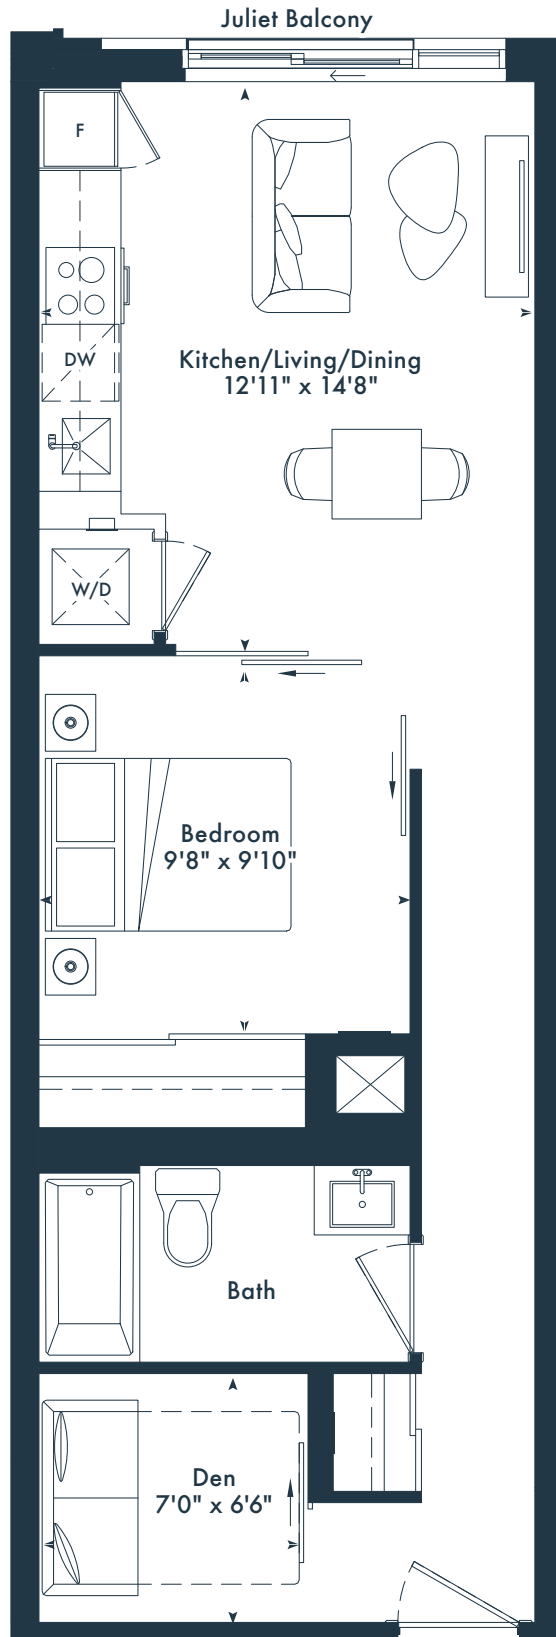 Juliet Balcony
F
DW
Kitchen/Living/Dining
12'11" x 14'8"
W/D
Bedroom
9'8" x 9'10"
Bath
Den
7'0" x 6'6"